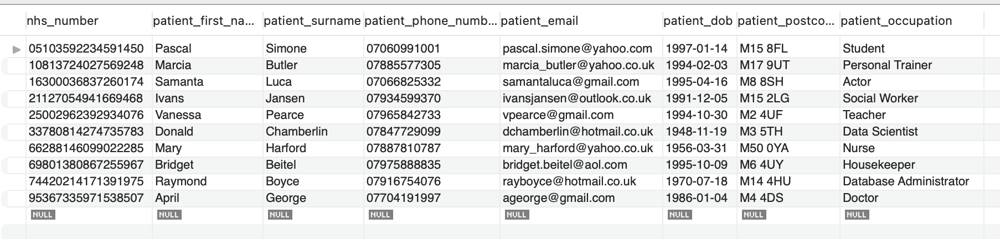 nhs_number patient_first_na... patient_surname patient_phone_numb... patient_email patient_dob patient_postco... patient_occupation
05103592234591450 Pascal Simone 07060991001 pascal.simone@yahoo.com 1997-01-14 M15 8FL Student
10813724027569248 Marcia Butler 07885577305 marcia_butler@yahoo.co.uk 1994-02-03 M17 9UT Personal Trainer
16300036837260174 Samanta Luca 07066825332 samantaluca@gmail.com 1995-04-16 M8 8SH Actor
21127054941669468 Ivans Jansen 07934599370 ivansjansen@outlook.co.uk 1991-12-05 M15 2LG Social Worker
25002962392934076 Vanessa Pearce 07965842733 vpearce@gmail.com 1994-10-30 M2 4UF Teacher
33780814274735783 Donald Chamberlin 07847729099 dchamberlin@hotmail.co.uk 1948-11-19 M3 5TH Data Scientist
66288146099022285 Mary Harford 07887810787 mary_harford@yahoo.co.uk 1956-03-31 M50 0YA Nurse
69801380867255967 Bridget Beitel 07975888835 bridget.beitel@aol.com 1995-10-09 M6 4UY Housekeeper
74420214171391975 Raymond Boyce 07916754076 rayboyce@hotmail.co.uk 1970-07-18 M14 4HU Database Administrator
95367335971538507 April George 07704191997 ageorge@gmail.com 1986-01-04 M4 4DS Doctor
NULL NULL NULL NULL NULL NULL NULL NULL